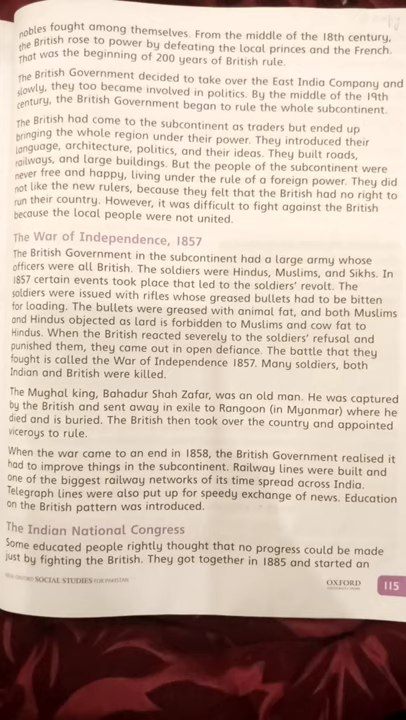 nobles fought among themselves. From the middle of the 18th century,
the British rose to power by defeating the local princes and the French.
That was the beginning of 200 years of British rule.
The British Government decided to take over the East India Company and
slowly, they too became involved in politics. By the middle of the 19th
century, the British Government began to rule the whole subcontinent.
The British had come to the subcontinent as traders but ended up
bringing the whole region under their power. They introduced their
language, architecture, politics, and their ideas. They built roads,
railways, and large buildings. But the people of the subcontinent were
never free and happy, living under the rule of a foreign power. They did
not like the new rulers, because they felt that the British had no right to
run their country. However, it was difficult to fight against the British
because the local people were not united.
The War of Independence, 1857
The British Government in the subcontinent had a large army whose
officers were all British. The soldiers were Hindus, Muslims, and Sikhs. In
1857 certain events took place that led to the soldiers' revolt. The
soldiers were issued with rifles whose greased bullets had to be bitten
for loading. The bullets were greased with animal fat, and both Muslims
and Hindus objected as lard is forbidden to Muslims and cow fat to
Hindus. When the British reacted severely to the soldiers' refusal and
punished them, they came out in open defiance. The battle that they
fought is called the War of Independence 1857. Many soldiers, both
Indian and British were killed.
The Mughal king, Bahadur Shah Zafar, was an old man. He was captured
by the British and sent away in exile to Rangoon (in Myanmar) where he
died and is buried. The British then took over the country and appointed
viceroys to rule.
When the war came to an end in 1858, the British Government realised it
had to improve things in the subcontinent. Railway lines were built and
one of the biggest railway networks of its time spread across India.
Telegraph lines were also put up for speedy exchange of news. Education
on the British pattern was introduced.
The Indian National Congress
Some educated people rightly thought that no progress could be made
just by fighting the British. They got together in 1885 and started an
SOCIAL STUDIES FOR PAKISTAN
OXFORD
UNIVERSITY PRESS
115